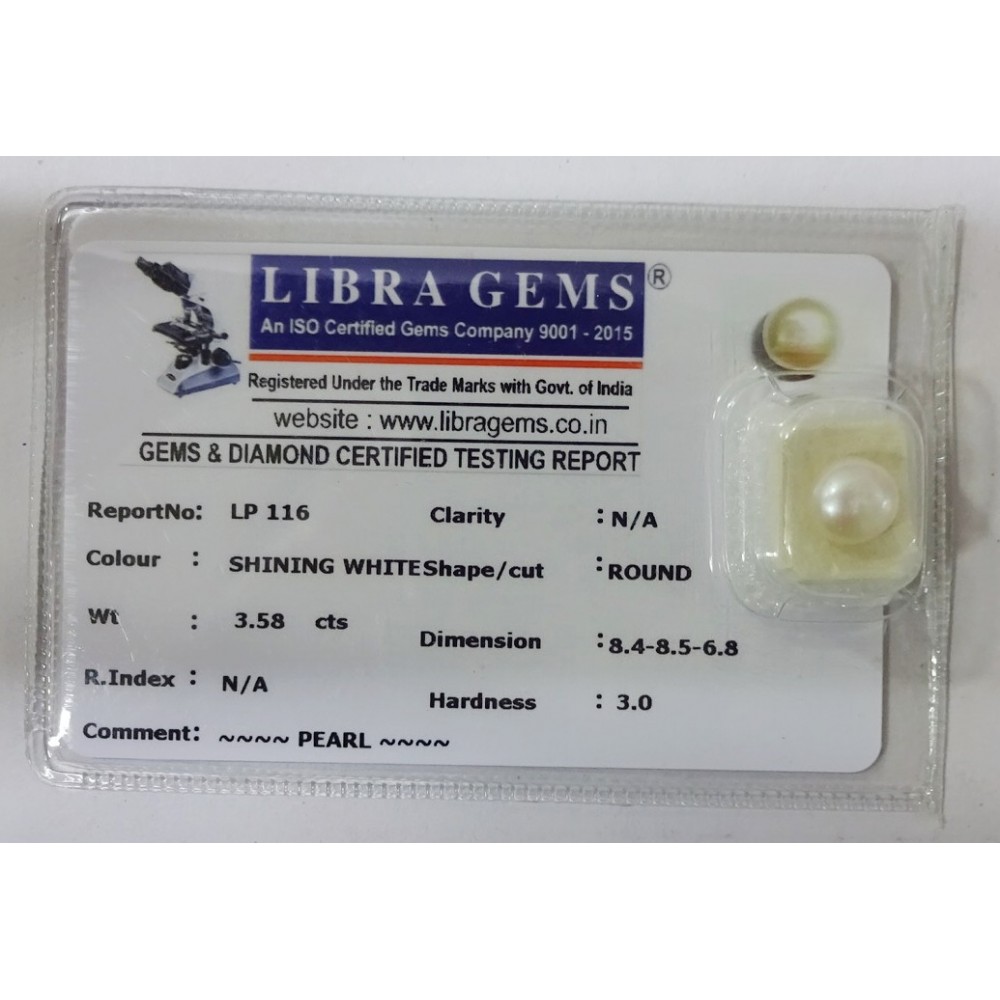 LIBRA GEMS ®
An ISO Certified Gems Company 9001 - 2015
Registered Under the Trade Marks with Govt. of India
website : www.libragems.co.in
GEMS & DIAMOND CERTIFIED TESTING REPORT
ReportNo: LP 116 Clarity : N/A
Colour : SHINING WHITE Shape/cut : ROUND
Wt : 3.58 cts Dimension : 8.4-8.5-6.8
R.Index : N/A Hardness : 3.0
Comment: ~~~~ PEARL ~~~~